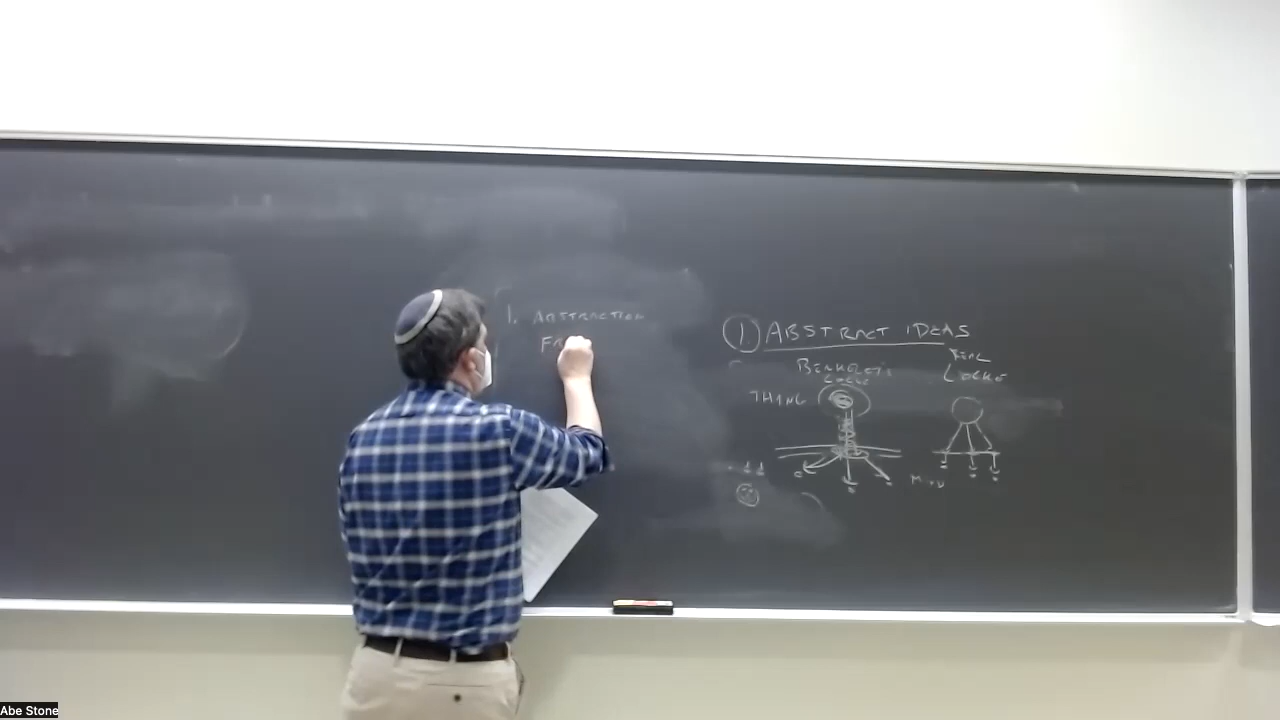 1. ABSTRACTION
1. ABSTRACT IDEAS
BERKELEY'S
LOCKE
REAL
LOCKE
THING
MIND
Abe Stone